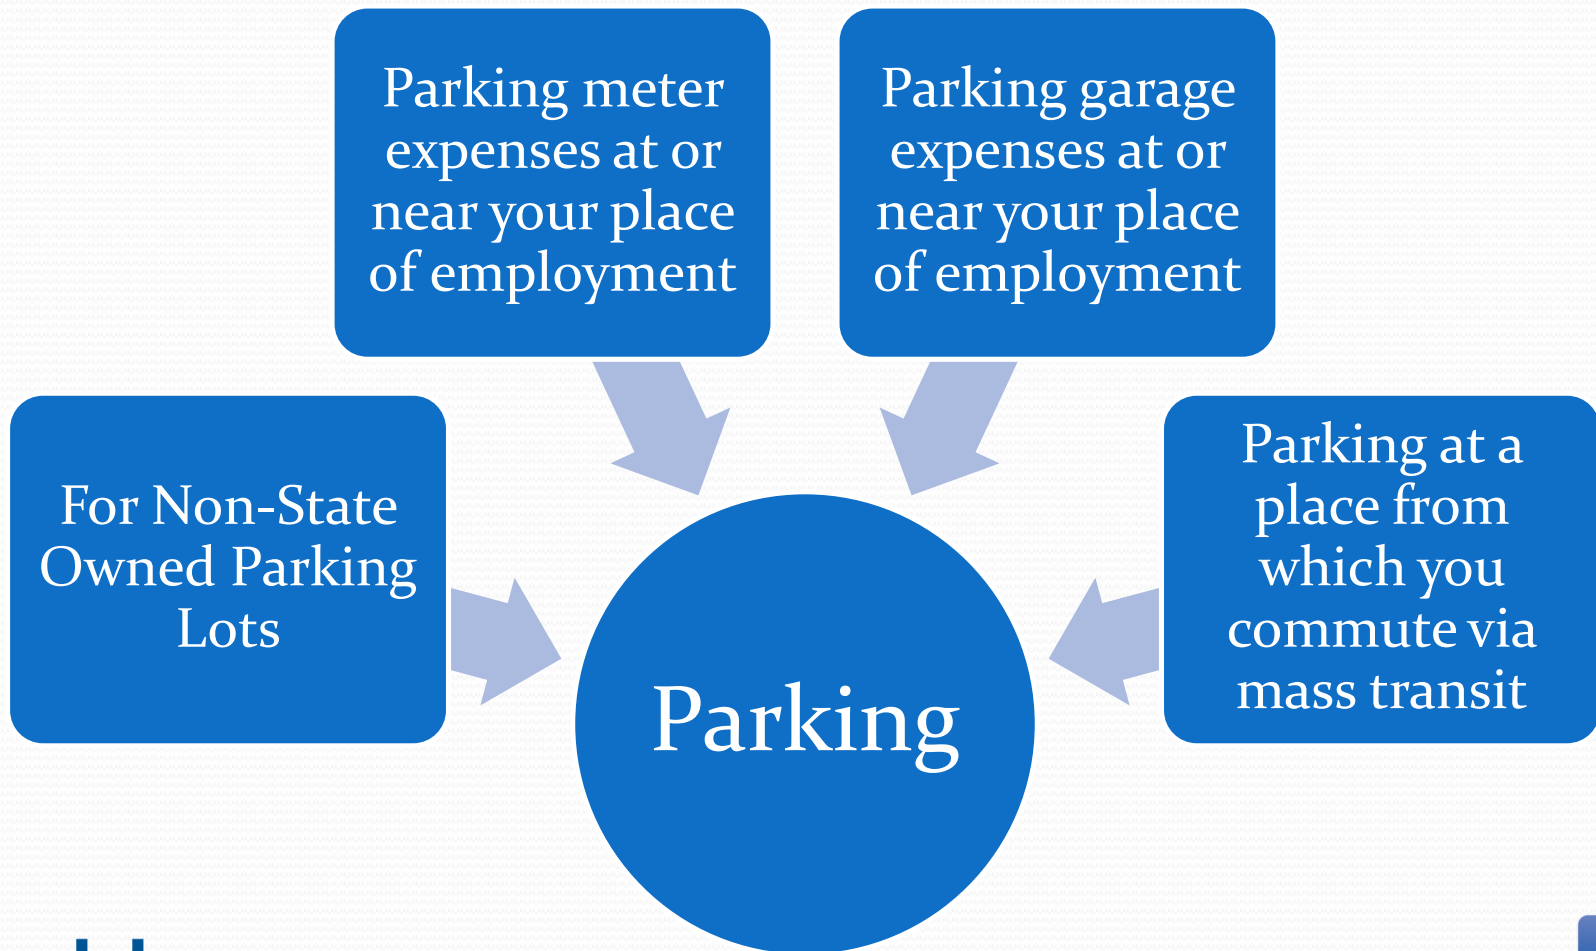 Parking meter
expenses at or
near your place
of employment
Parking garage
expenses at or
near your place
of employment
For Non-State
Owned Parking
Lots
Parking at a
place from
which you
commute via
mass transit
Parking